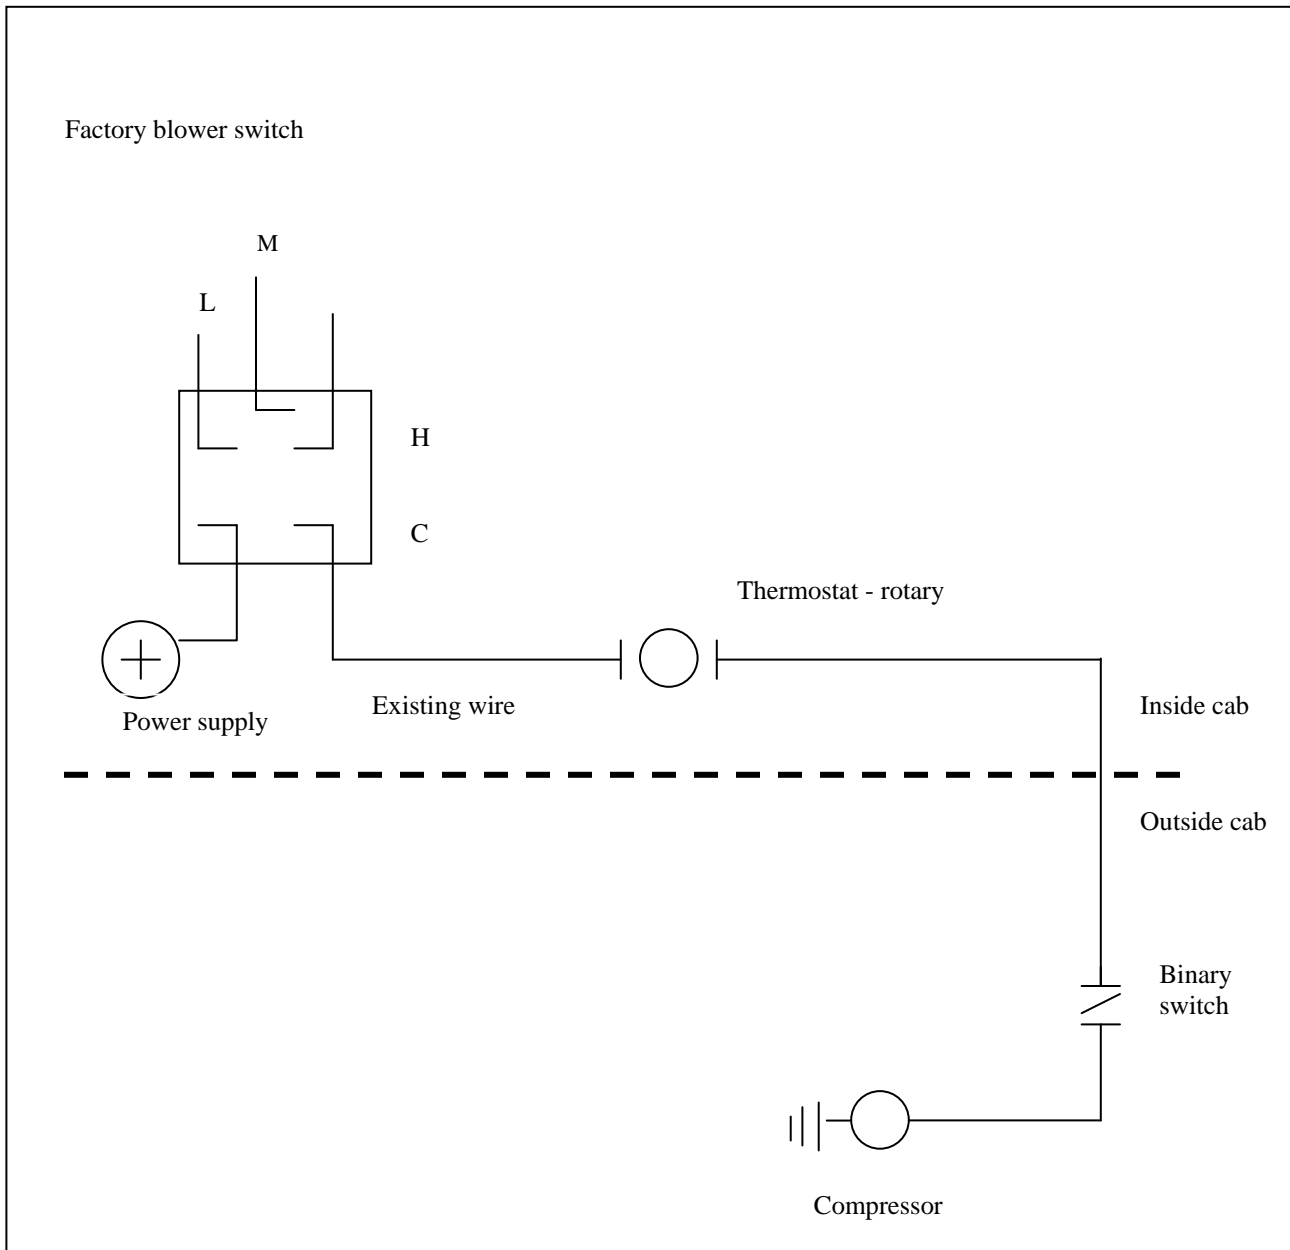 Factory blower switch
M
L
H
C
Thermostat - rotary
Power supply
Existing wire
Inside cab
Outside cab
Binary
switch
Compressor